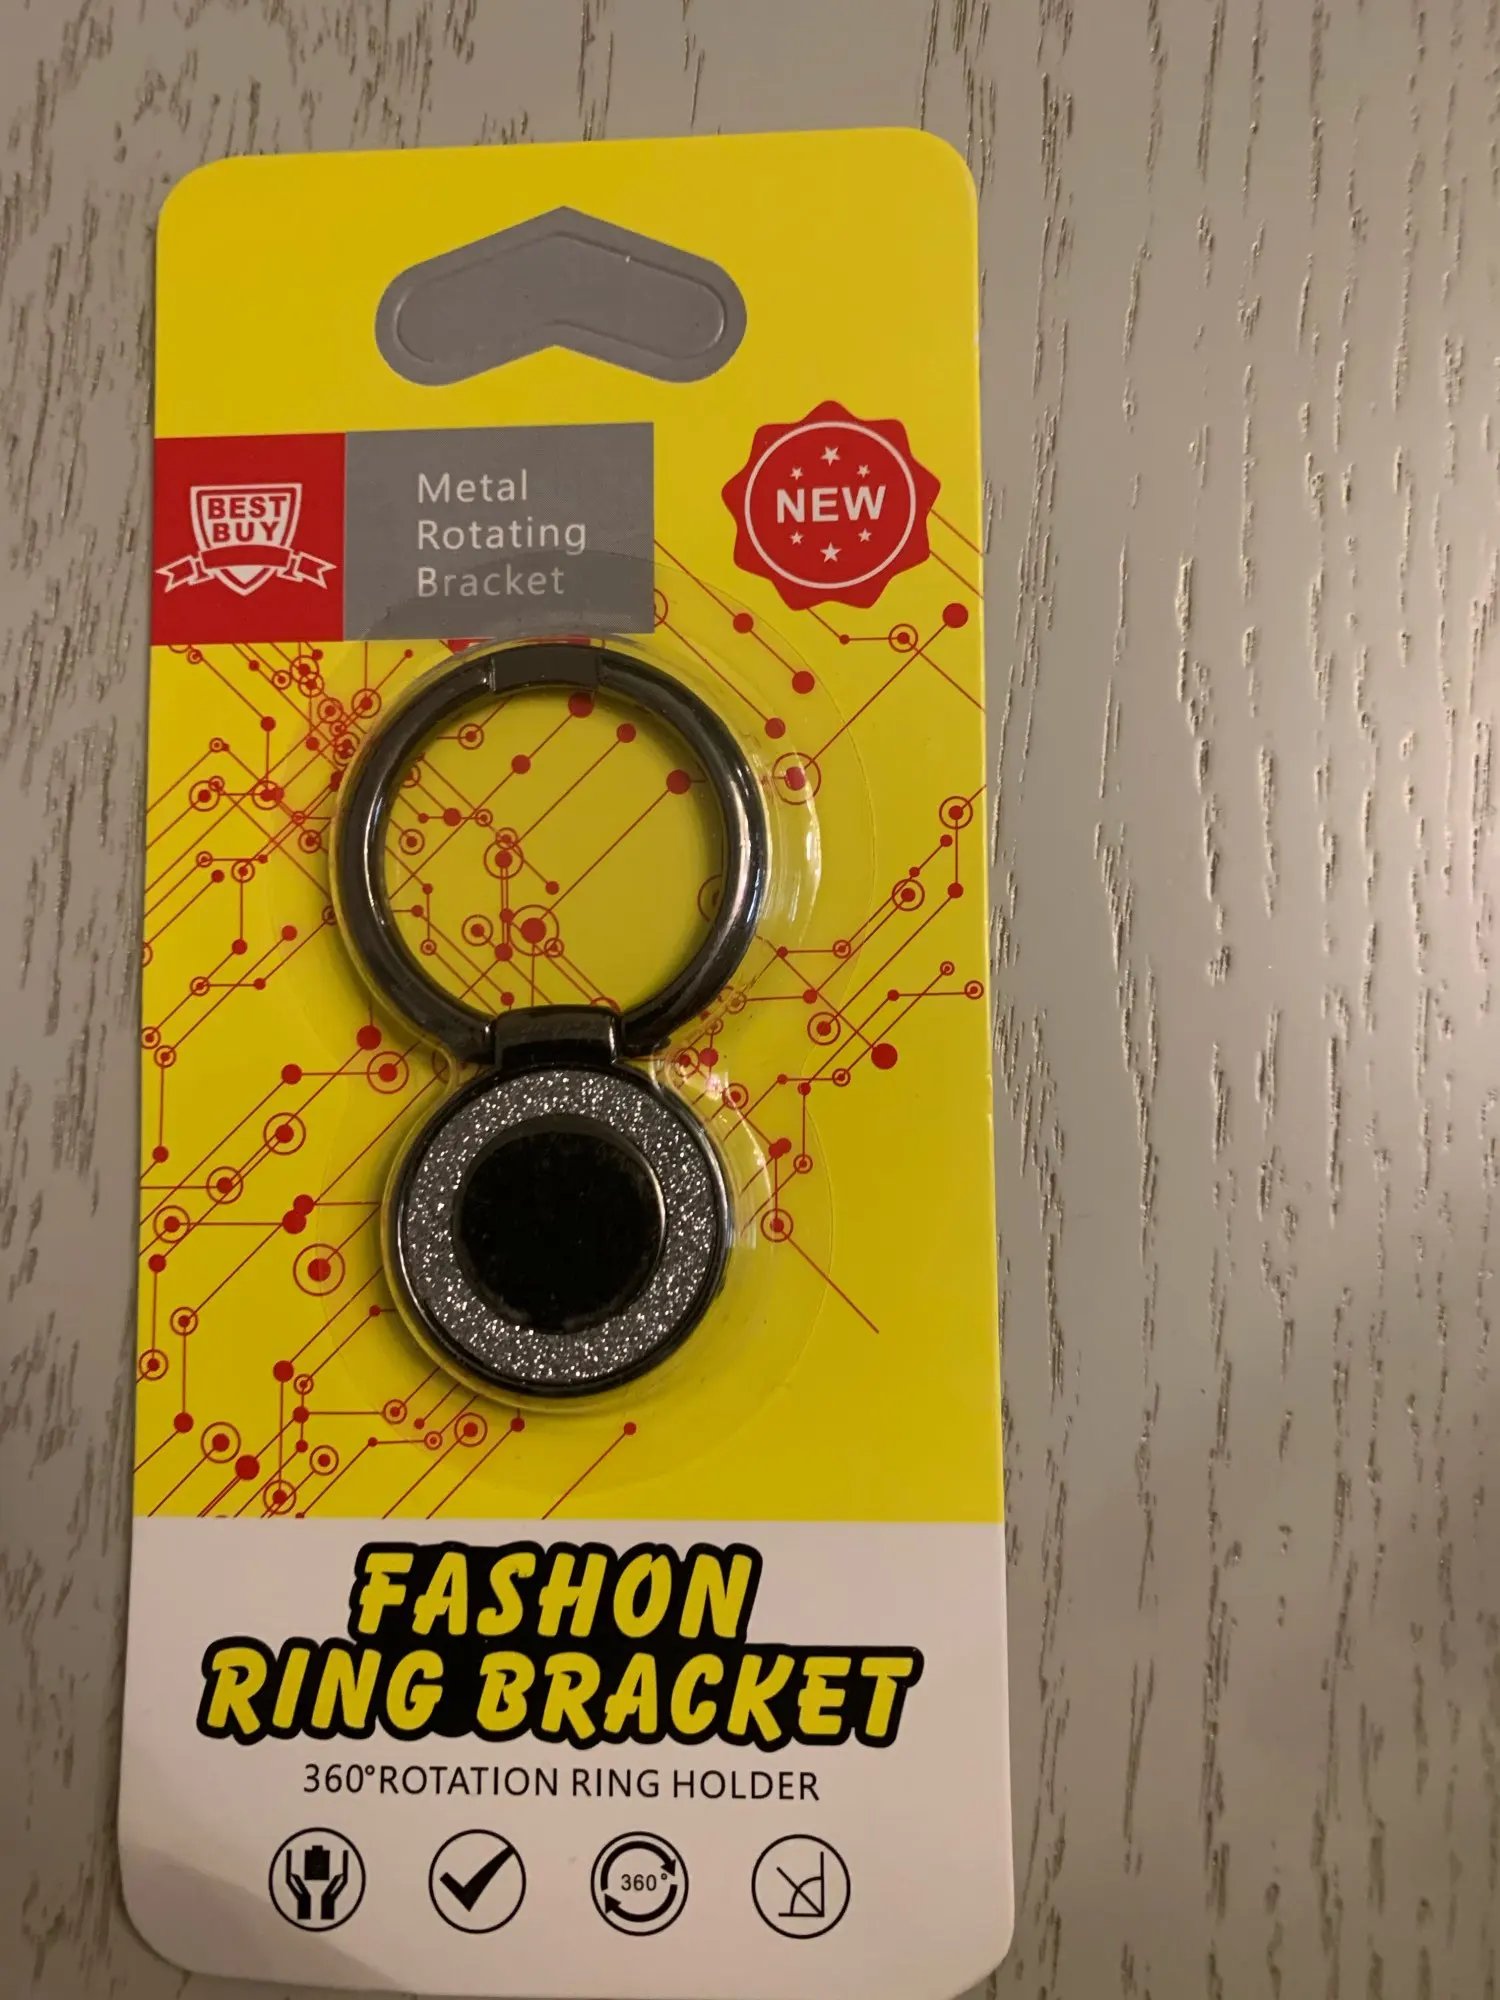 BEST
BUY
Metal
Rotating
Bracket
NEW
FASHON
RING BRACKET
360°ROTATION RING HOLDER
360°